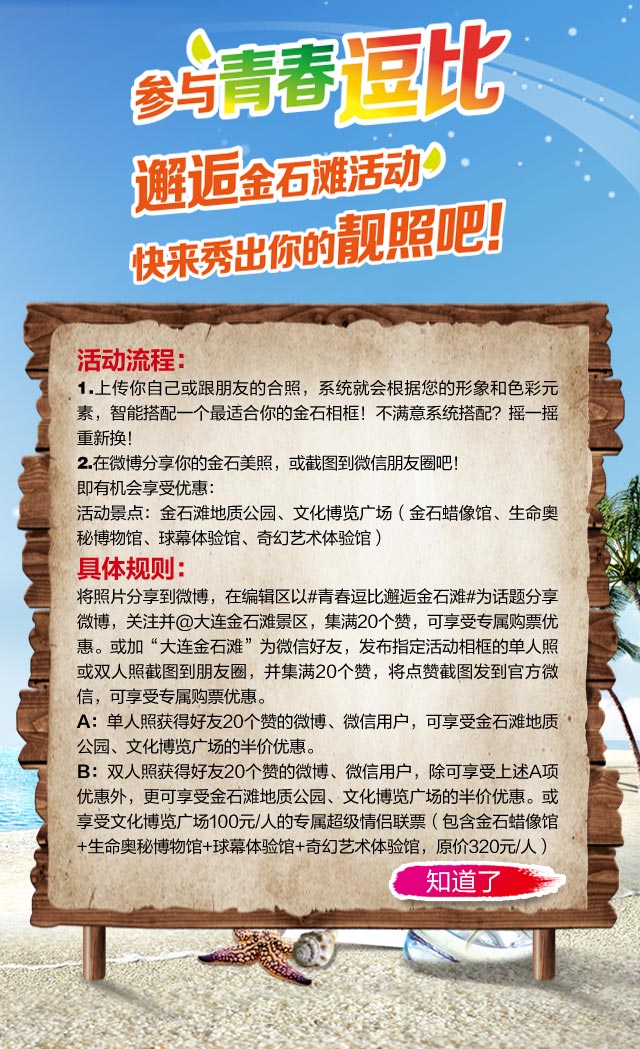 参与青春逗比
邂逅金石滩活动
快来秀出你的靓照吧！
活动流程：
1.上传你自己或跟朋友的合照，系统就会根据您的形象和色彩元
素，智能搭配一个最适合你的金石相框！不满意系统搭配？摇一摇
重新换！
2.在微博分享你的金石美照，或截图到微信朋友圈吧！
即有机会享受优惠：
活动景点：金石滩地质公园、文化博览广场（金石蜡像馆、生命奥
秘博物馆、球幕体验馆、奇幻艺术体验馆）
具体规则：
将照片分享到微博，在编辑区以#青春逗比邂逅金石滩#为话题分享
微博，关注并@大连金石滩景区，集满20个赞，可享受专属购票优
惠。或加“大连金石滩”为微信好友，发布指定活动相框的单人照
或双人照截图到朋友圈，并集满20个赞，将点赞截图发到官方微
信，可享受专属购票优惠。
A：单人照获得好友20个赞的微博、微信用户，可享受金石滩地质
公园、文化博览广场的半价优惠。
B：双人照获得好友20个赞的微博、微信用户，除可享受上述A项
优惠外，更可享受金石滩地质公园、文化博览广场的半价优惠。或
享受文化博览广场100元/人的专属超级情侣联票（包含金石蜡像馆
+生命奥秘博物馆+球幕体验馆+奇幻艺术体验馆，原价320元/人）
知道了